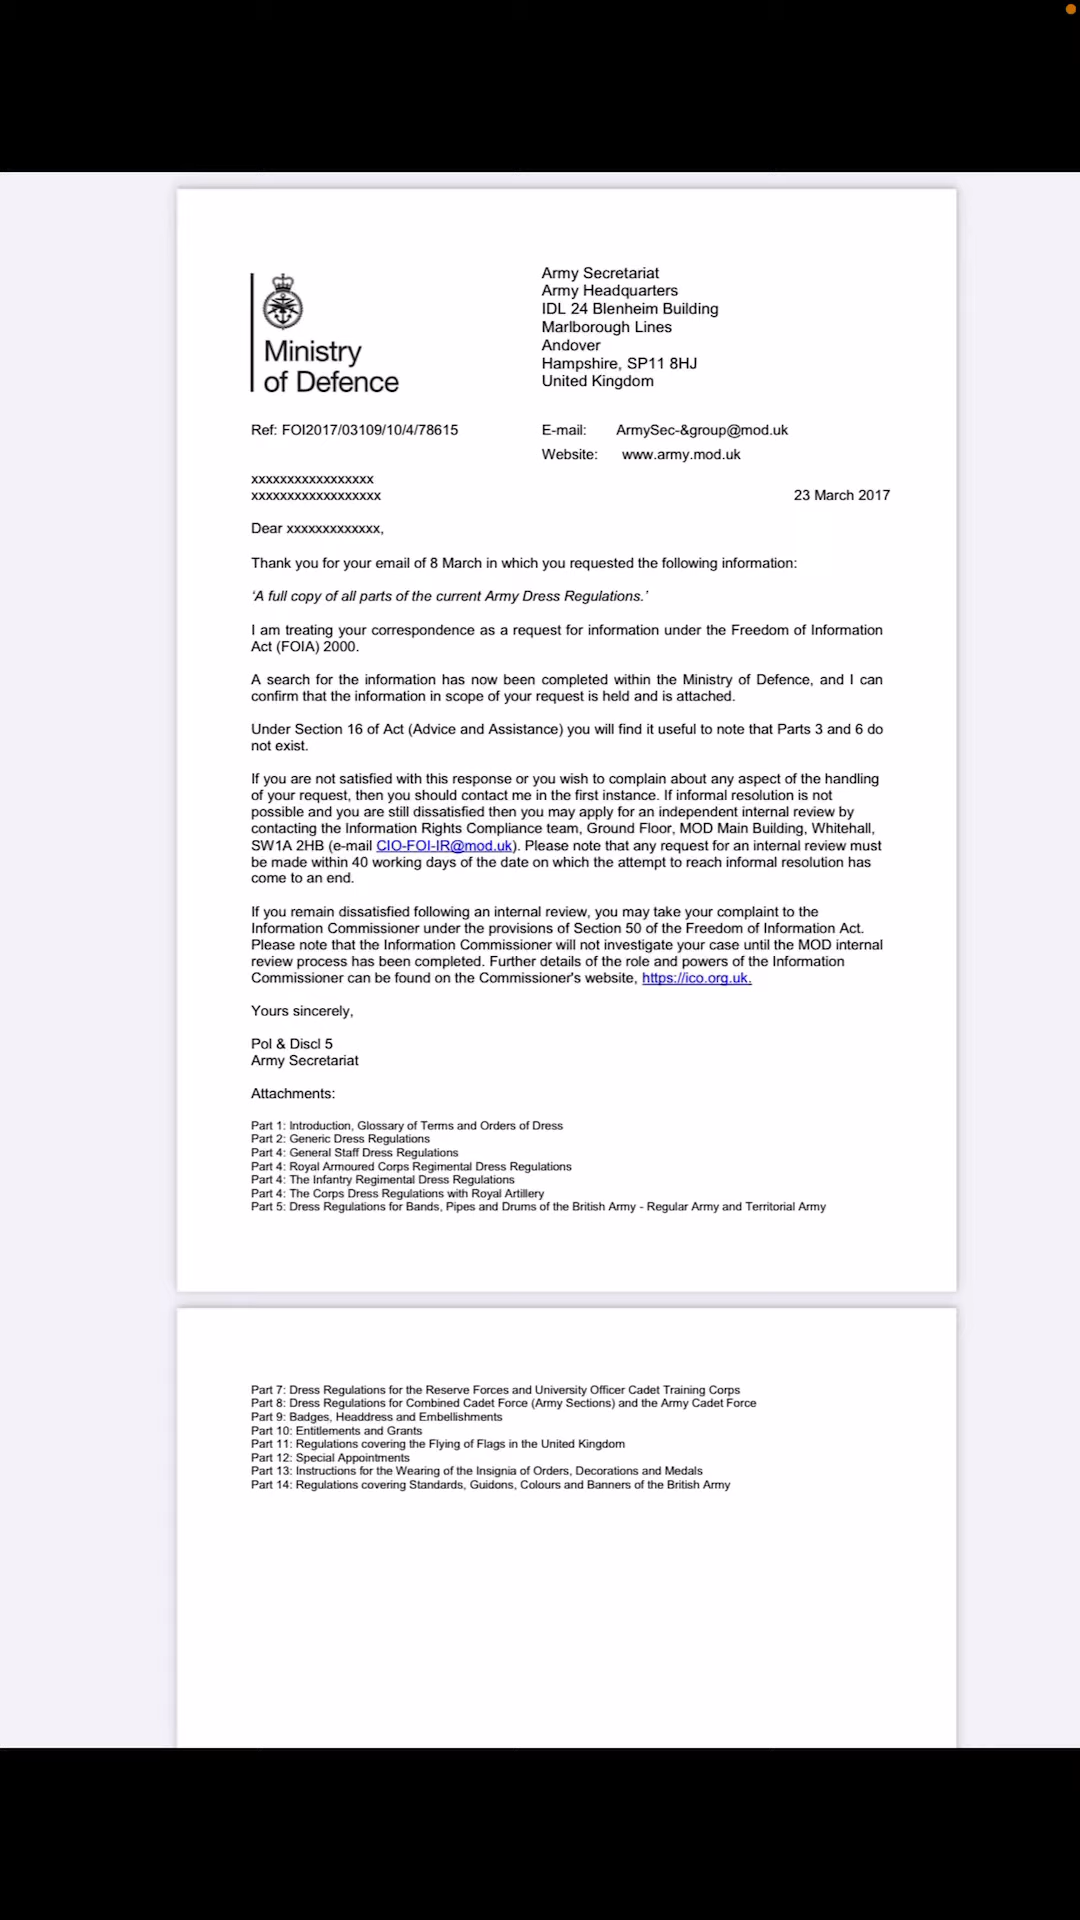 Ministry
of Defence
Army Secretariat
Army Headquarters
IDL 24 Blenheim Building
Marlborough Lines
Andover
Hampshire, SP11 8HJ
United Kingdom
Ref: FOI2017/03109/10/4/78615
E-mail: ArmySec-&group@mod.uk
Website: www.army.mod.uk
xxxxxxxxxxxxxxxxx
xxxxxxxxxxxxxxxxxx
23 March 2017
Dear xxxxxxxxxxxxx,
Thank you for your email of 8 March in which you requested the following information:
‘A full copy of all parts of the current Army Dress Regulations.’
I am treating your correspondence as a request for information under the Freedom of Information
Act (FOIA) 2000.
A search for the information has now been completed within the Ministry of Defence, and I can
confirm that the information in scope of your request is held and is attached.
Under Section 16 of Act (Advice and Assistance) you will find it useful to note that Parts 3 and 6 do
not exist.
If you are not satisfied with this response or you wish to complain about any aspect of the handling
of your request, then you should contact me in the first instance. If informal resolution is not
possible and you are still dissatisfied then you may apply for an independent internal review by
contacting the Information Rights Compliance team, Ground Floor, MOD Main Building, Whitehall,
SW1A 2HB (e-mail CIO-FOI-IR@mod.uk). Please note that any request for an internal review must
be made within 40 working days of the date on which the attempt to reach informal resolution has
come to an end.
If you remain dissatisfied following an internal review, you may take your complaint to the
Information Commissioner under the provisions of Section 50 of the Freedom of Information Act.
Please note that the Information Commissioner will not investigate your case until the MOD internal
review process has been completed. Further details of the role and powers of the Information
Commissioner can be found on the Commissioner's website, https://ico.org.uk.
Yours sincerely,
Pol & Discl 5
Army Secretariat
Attachments:
Part 1: Introduction, Glossary of Terms and Orders of Dress
Part 2: Generic Dress Regulations
Part 4: General Staff Dress Regulations
Part 4: Royal Armoured Corps Regimental Dress Regulations
Part 4: The Infantry Regimental Dress Regulations
Part 4: The Corps Dress Regulations with Royal Artillery
Part 5: Dress Regulations for Bands, Pipes and Drums of the British Army - Regular Army and Territorial Army
Part 7: Dress Regulations for the Reserve Forces and University Officer Cadet Training Corps
Part 8: Dress Regulations for Combined Cadet Force (Army Sections) and the Army Cadet Force
Part 9: Badges, Headdress and Embellishments
Part 10: Entitlements and Grants
Part 11: Regulations covering the Flying of Flags in the United Kingdom
Part 12: Special Appointments
Part 13: Instructions for the Wearing of the Insignia of Orders, Decorations and Medals
Part 14: Regulations covering Standards, Guidons, Colours and Banners of the British Army